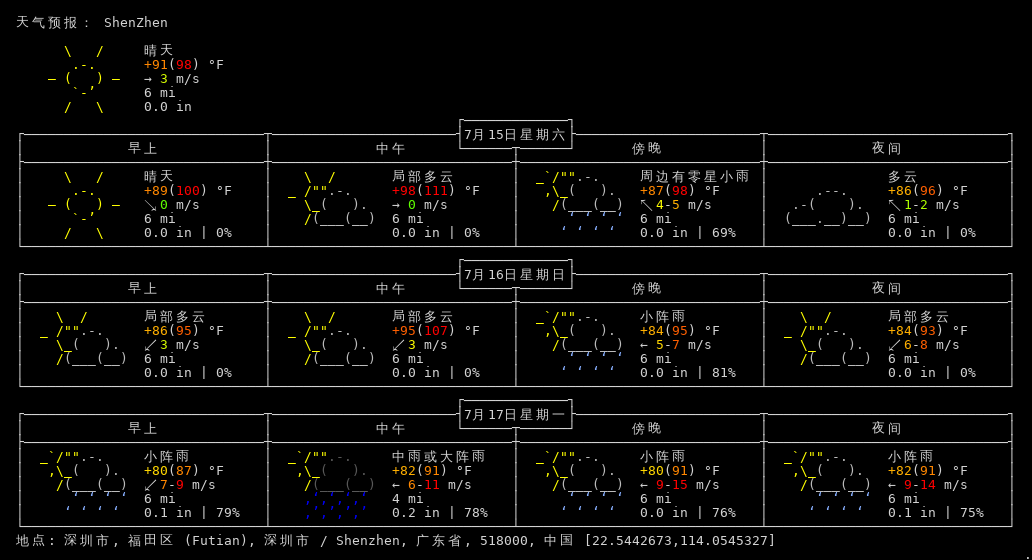 天气预报： ShenZhen
晴天
+91(98) °F
→ 3 m/s
6 mi
0.0 in
7月15日星期六
早上 中午 傍晚 夜间
晴天 局部多云 周边有零星小雨 多云
+89(100) °F +98(111) °F +87(98) °F +86(96) °F
↘ 0 m/s → 0 m/s ↖ 4-5 m/s ↖ 1-2 m/s
6 mi 6 mi 6 mi 6 mi
0.0 in | 0% 0.0 in | 0% 0.0 in | 69% 0.0 in | 0%
7月16日星期日
早上 中午 傍晚 夜间
局部多云 局部多云 小阵雨 局部多云
+86(95) °F +95(107) °F +84(95) °F +84(93) °F
↙ 3 m/s ↙ 3 m/s ← 5-7 m/s ↙ 6-8 m/s
6 mi 6 mi 6 mi 6 mi
0.0 in | 0% 0.0 in | 0% 0.0 in | 81% 0.0 in | 0%
7月17日星期一
早上 中午 傍晚 夜间
小阵雨 中雨或大阵雨 小阵雨 小阵雨
+80(87) °F +82(91) °F +80(91) °F +82(91) °F
↙ 7-9 m/s ← 6-11 m/s ← 9-15 m/s ← 9-14 m/s
6 mi 4 mi 6 mi 6 mi
0.1 in | 79% 0.2 in | 78% 0.0 in | 76% 0.1 in | 75%
地点: 深圳市, 福田区 (Futian), 深圳市 / Shenzhen, 广东省, 518000, 中国 [22.5442673,114.0545327]